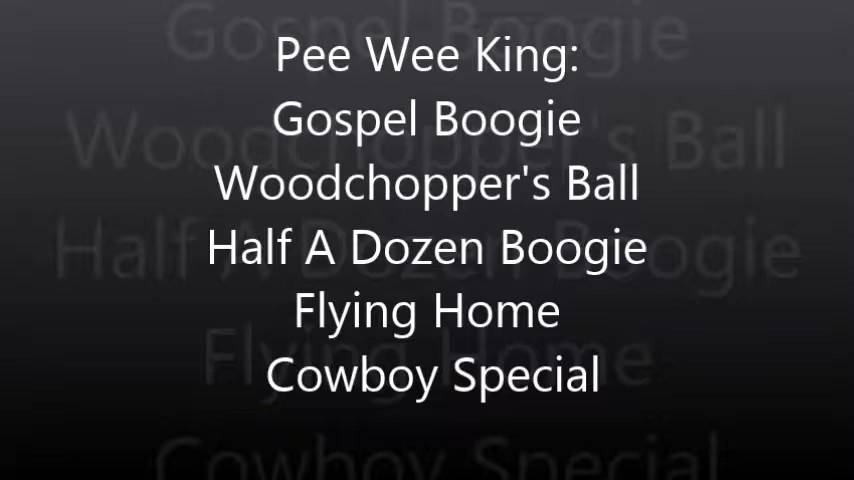 Pee Wee King:
Gospel Boogie
Woodchopper's Ball
Half A Dozen Boogie
Flying Home
Cowboy Special